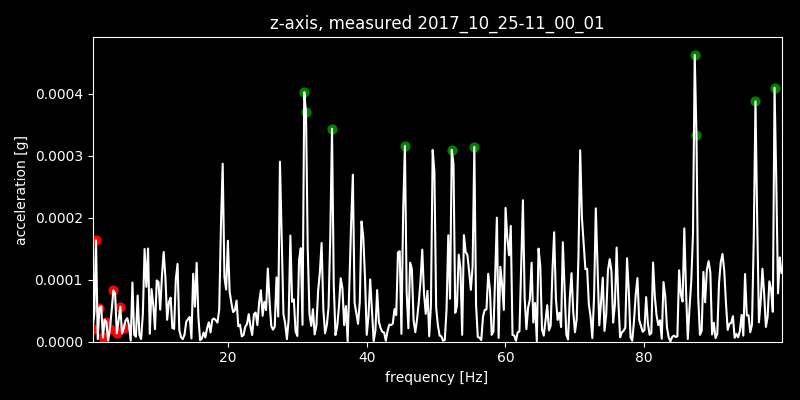 z-axis, measured 2017_10_25-11_00_01
0.0004
0.0003
0.0002
0.0001
0.0000
acceleration [g]
20 40 60 80
frequency [Hz]